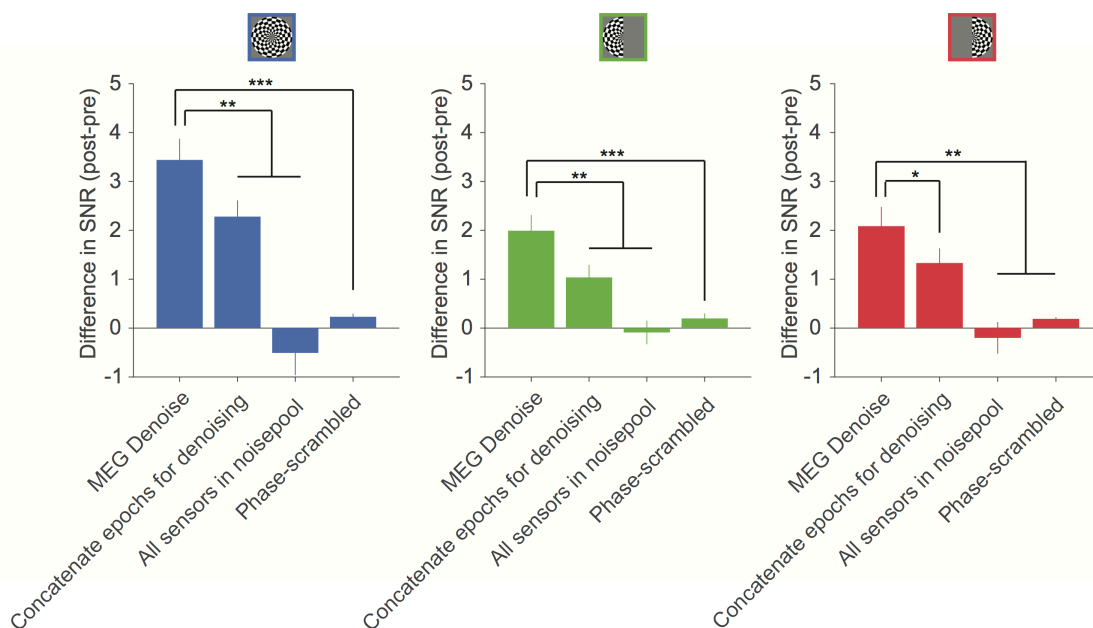 Difference in SNR (post-pre)
5
4
3
2
1
0
-1
***
**
MEG Denoise
Concatenate epochs for denoising
All sensors in noisepool
Phase-scrambled
Difference in SNR (post-pre)
5
4
3
2
1
0
-1
***
**
MEG Denoise
Concatenate epochs for denoising
All sensors in noisepool
Phase-scrambled
Difference in SNR (post-pre)
5
4
3
2
1
0
-1
**
*
MEG Denoise
Concatenate epochs for denoising
All sensors in noisepool
Phase-scrambled